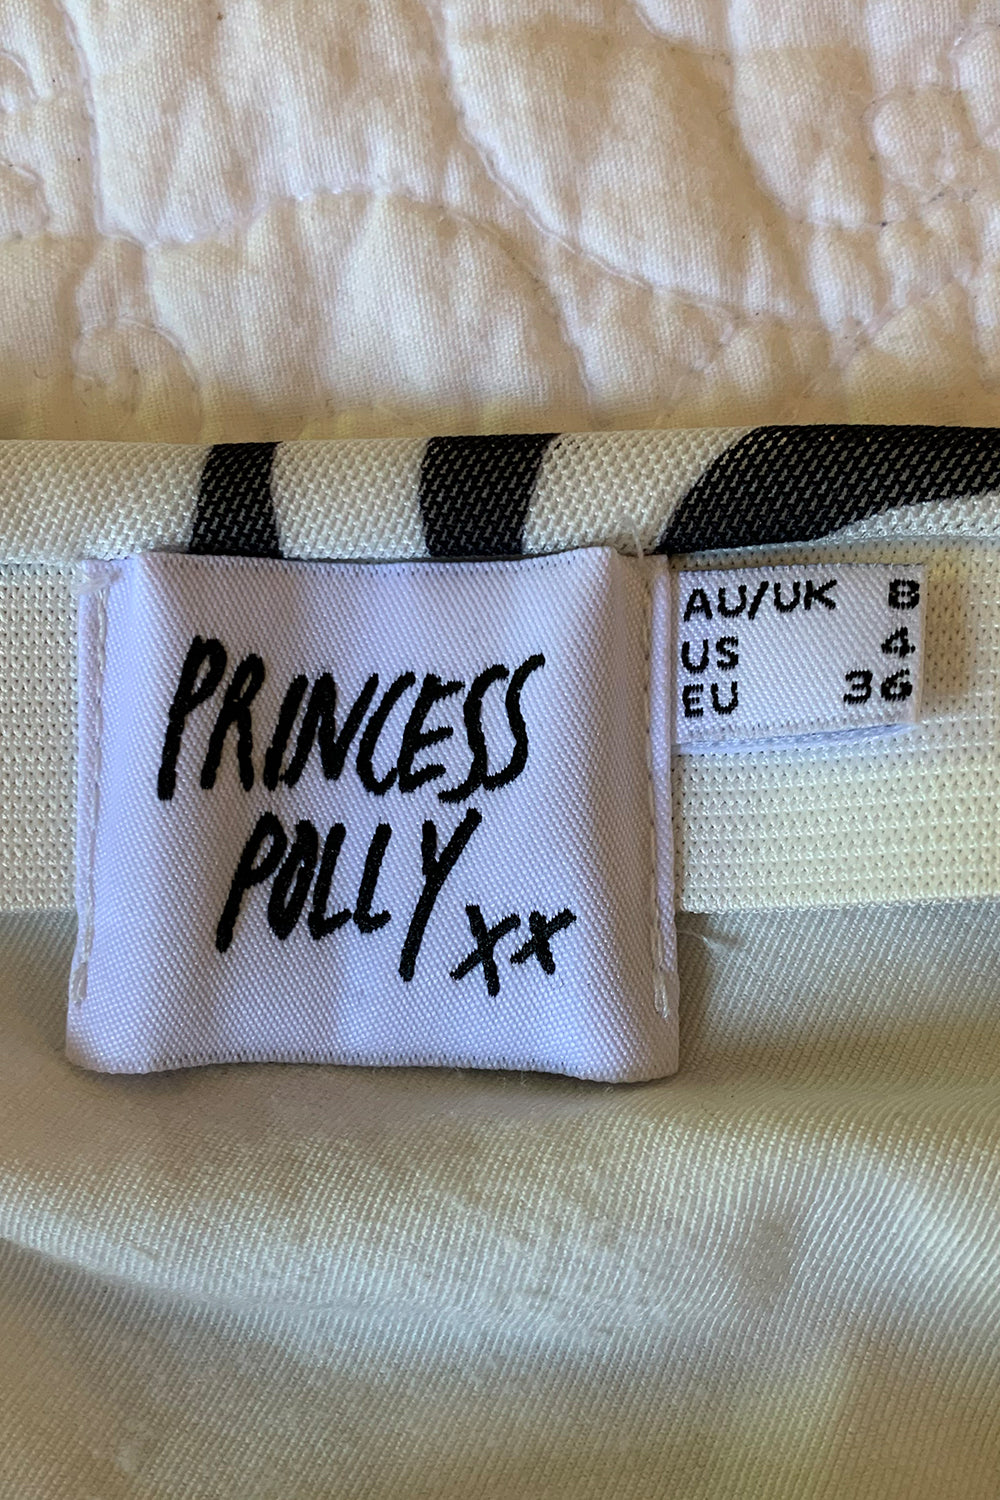 PRINCESS
POLLY xx
AU/UK 8
US 4
EU 36